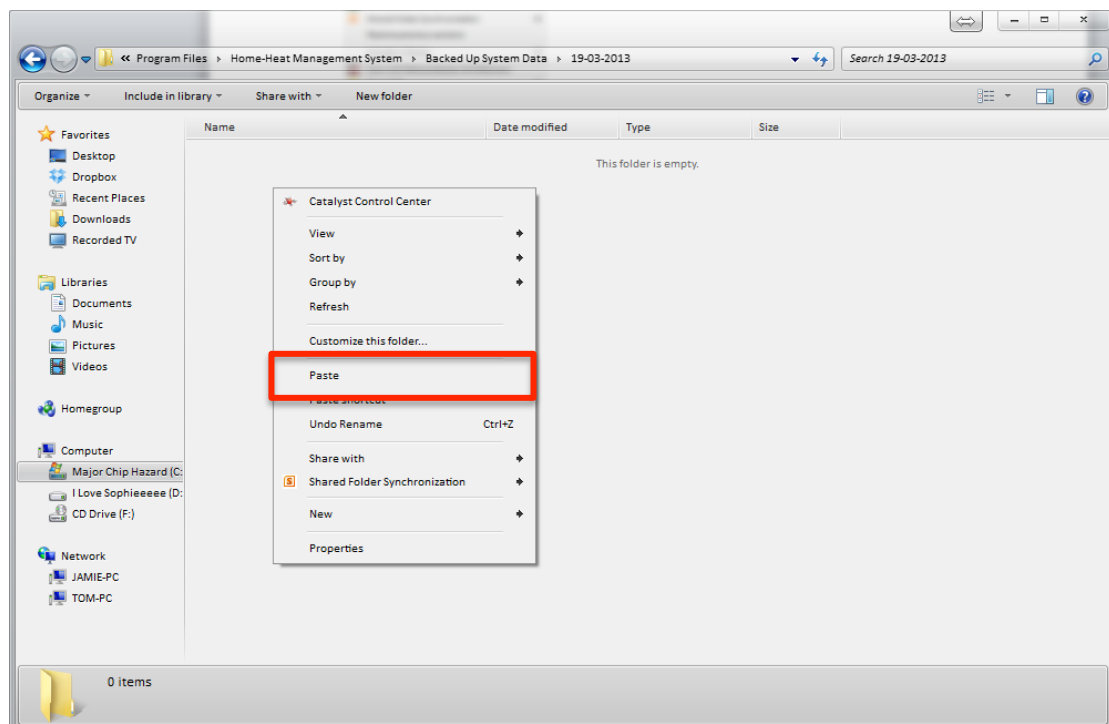 « Program Files › Home-Heat Management System › Backed Up System Data › 19-03-2013
Search 19-03-2013
Organize
Include in library
Share with
New folder
Name
Date modified
Type
Size
This folder is empty.
Favorites
Desktop
Dropbox
Recent Places
Downloads
Recorded TV
Libraries
Documents
Music
Pictures
Videos
Homegroup
Computer
Major Chip Hazard (C:
I Love Sophieeeee (D:
CD Drive (F:)
Network
JAMIE-PC
TOM-PC
Catalyst Control Center
View
Sort by
Group by
Refresh
Customize this folder...
Paste
Paste shortcut
Undo Rename Ctrl+Z
Share with
S Shared Folder Synchronization
New
Properties
0 items